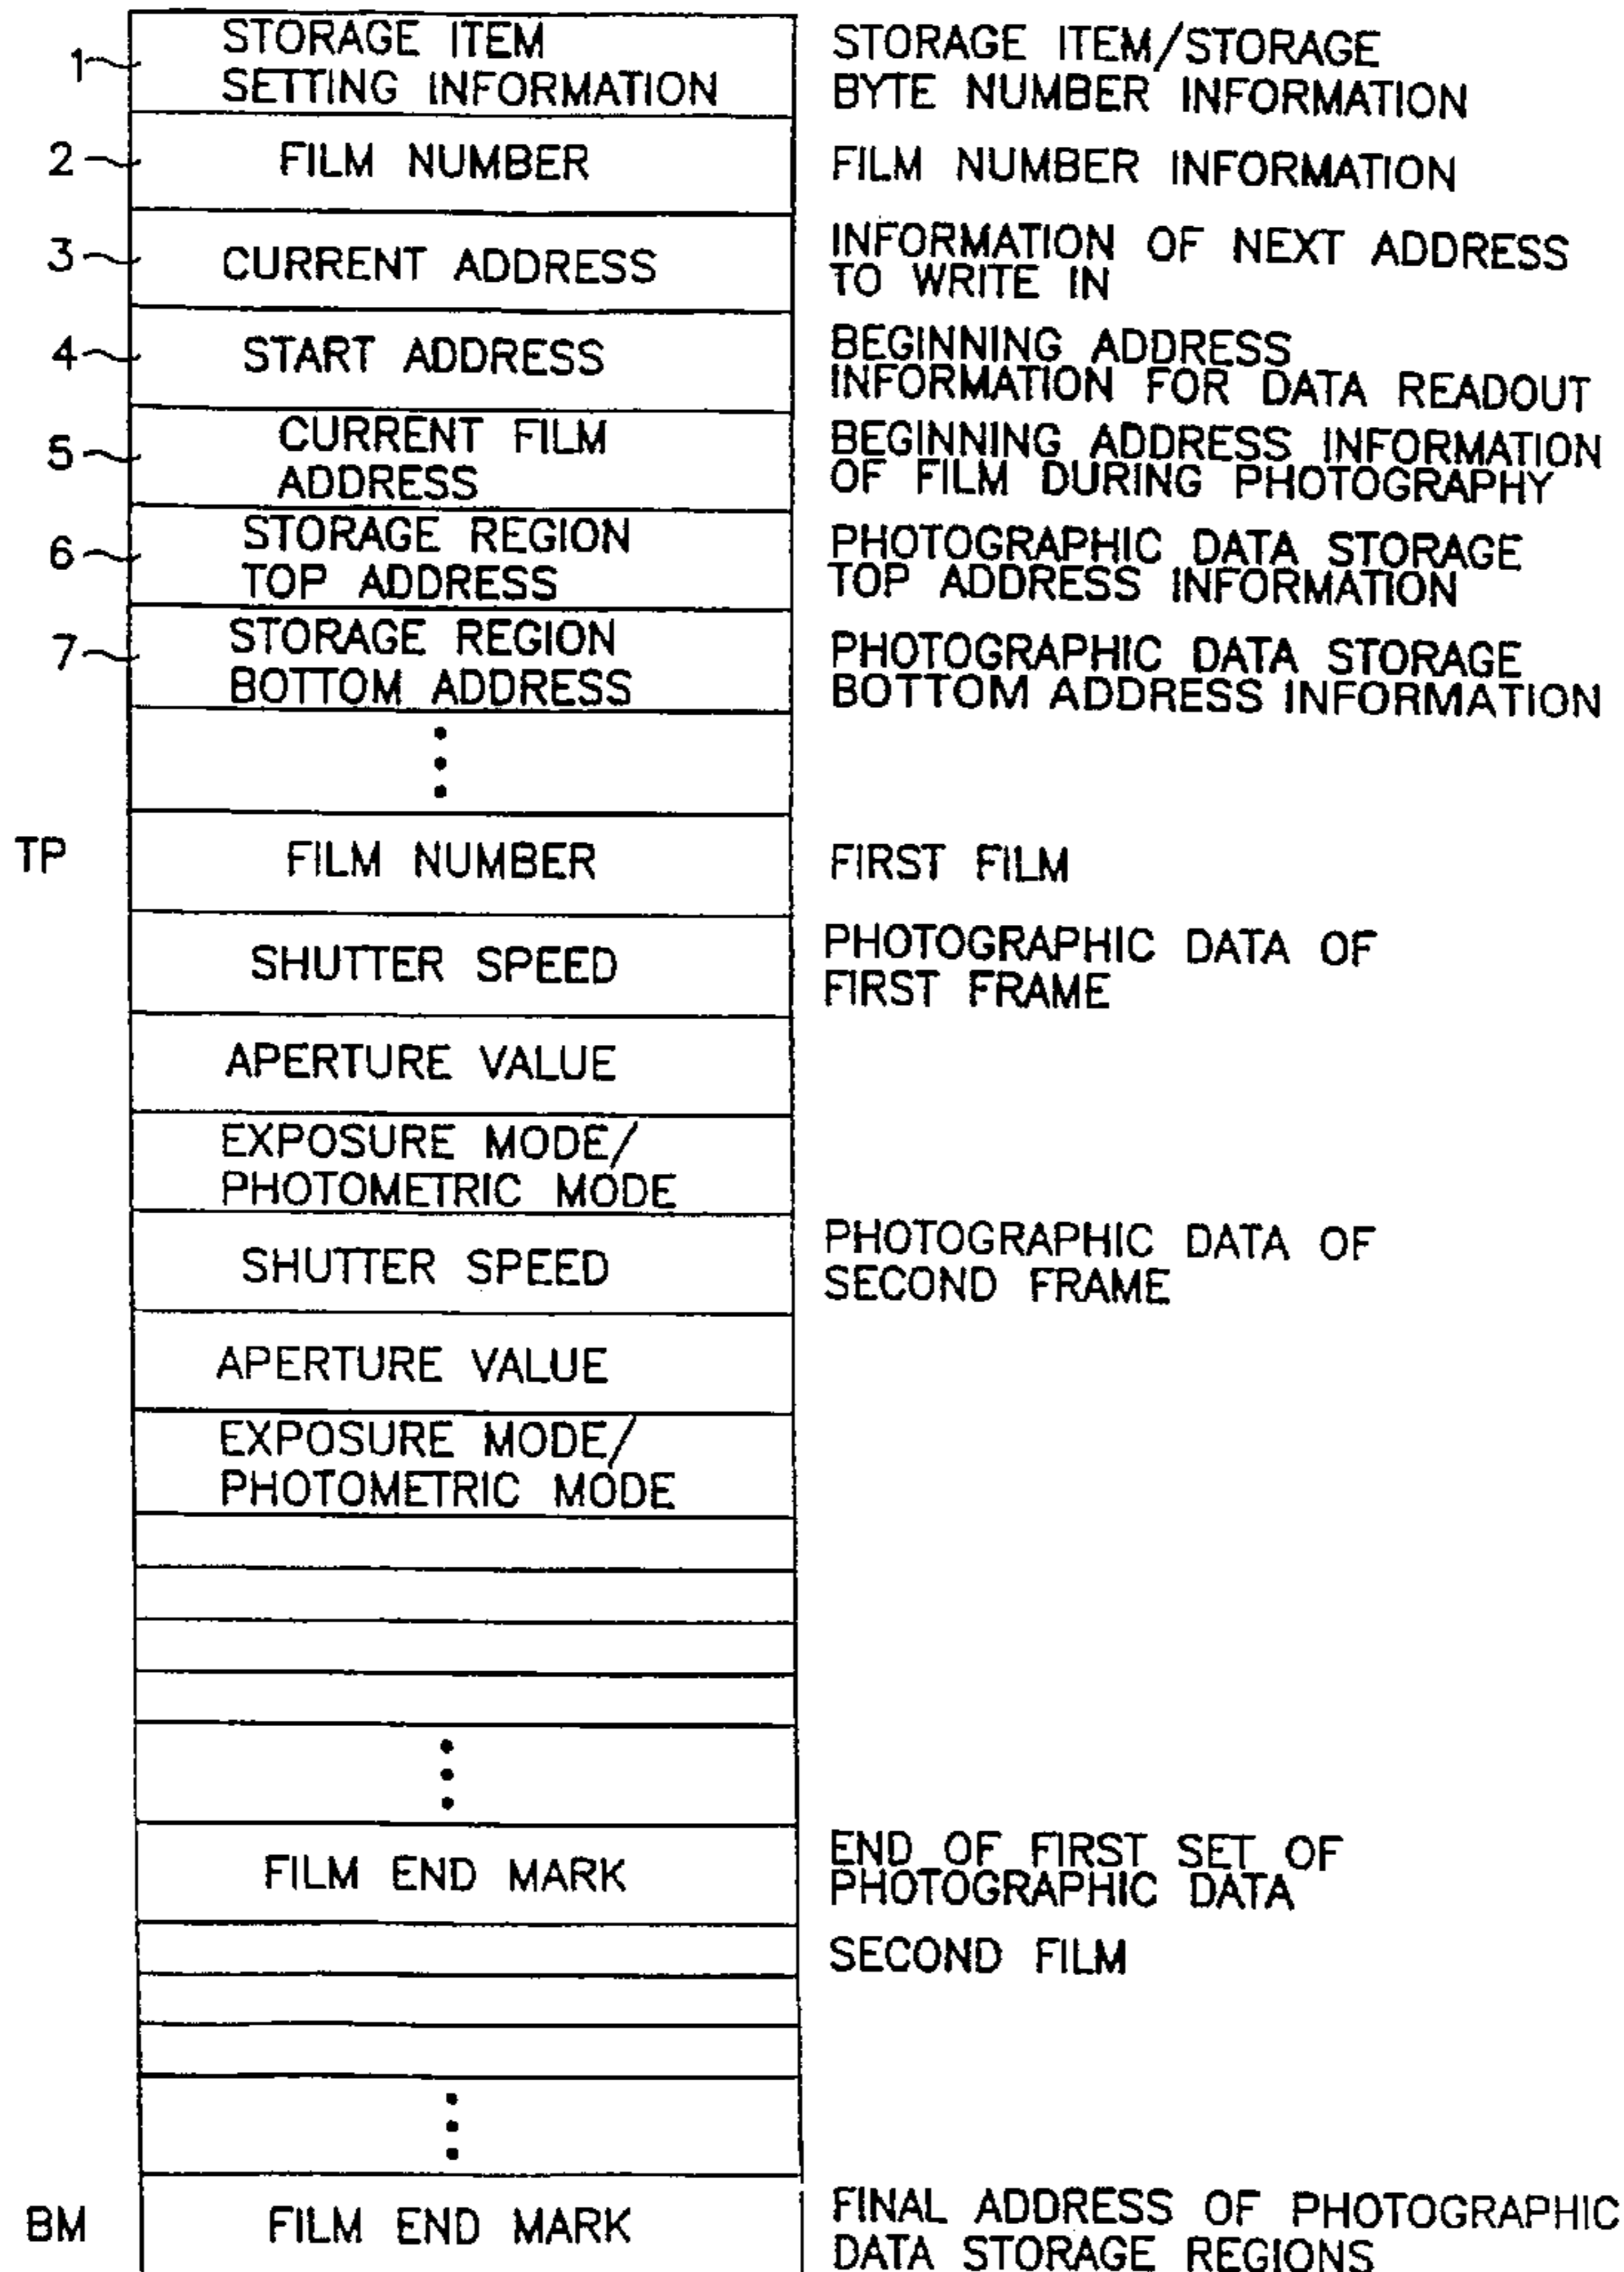 STORAGE ITEM
SETTING INFORMATION
STORAGE ITEM/STORAGE
BYTE NUMBER INFORMATION
1
2
FILM NUMBER
FILM NUMBER INFORMATION
3
CURRENT ADDRESS
INFORMATION OF NEXT ADDRESS
TO WRITE IN
4
START ADDRESS
BEGINNING ADDRESS
INFORMATION FOR DATA READOUT
5
CURRENT FILM
ADDRESS
BEGINNING ADDRESS INFORMATION
OF FILM DURING PHOTOGRAPHY
6
STORAGE REGION
TOP ADDRESS
PHOTOGRAPHIC DATA STORAGE
TOP ADDRESS INFORMATION
7
STORAGE REGION
BOTTOM ADDRESS
PHOTOGRAPHIC DATA STORAGE
BOTTOM ADDRESS INFORMATION
TP
FILM NUMBER
FIRST FILM
SHUTTER SPEED
PHOTOGRAPHIC DATA OF
FIRST FRAME
APERTURE VALUE
EXPOSURE MODE/
PHOTOMETRIC MODE
SHUTTER SPEED
PHOTOGRAPHIC DATA OF
SECOND FRAME
APERTURE VALUE
EXPOSURE MODE/
PHOTOMETRIC MODE
FILM END MARK
END OF FIRST SET OF
PHOTOGRAPHIC DATA
SECOND FILM
BM
FILM END MARK
FINAL ADDRESS OF PHOTOGRAPHIC
DATA STORAGE REGIONS